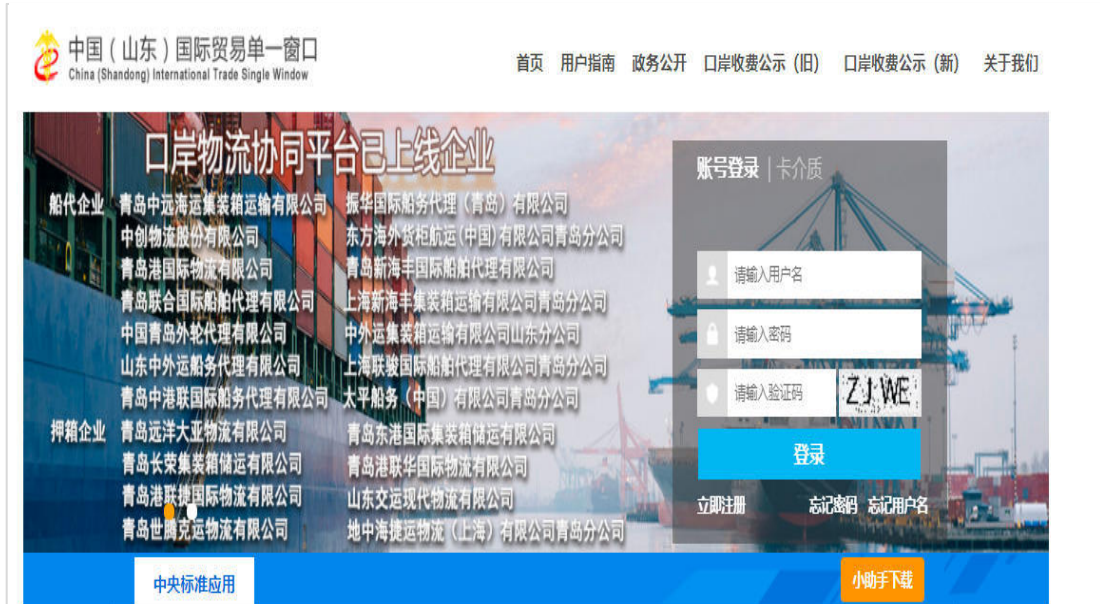 中国（山东）国际贸易单一窗口
China (Shandong) International Trade Single Window
首页 用户指南 政务公开 口岸收费公示（旧） 口岸收费公示（新） 关于我们
口岸物流协同平台已上线企业
船代企业 青岛中远海运集装箱运输有限公司 振华国际船务代理（青岛）有限公司
中创物流股份有限公司 东方海外货柜航运(中国)有限公司青岛分公司
青岛港国际物流有限公司 青岛新海丰国际船舶代理有限公司
青岛联合国际船舶代理有限公司 上海新海丰集装箱运输有限公司青岛分公司
中国青岛外轮代理有限公司 中外运集装箱运输有限公司山东分公司
山东中外运船务代理有限公司 上海联骏国际船舶代理有限公司青岛分公司
青岛中港联国际船务代理有限公司 太平船务（中国）有限公司青岛分公司
押箱企业 青岛远洋大亚物流有限公司 青岛东港国际集装箱储运有限公司
青岛长荣集装箱储运有限公司 青岛港联华国际物流有限公司
青岛港联捷国际物流有限公司 山东交运现代物流有限公司
青岛世腾克运物流有限公司 地中海捷运物流（上海）有限公司青岛分公司
账号登录 | 卡介质
请输入用户名
请输入密码
请输入验证码 ZJWE
登录
立即注册 忘记密码 忘记用户名
中央标准应用
小助手下载